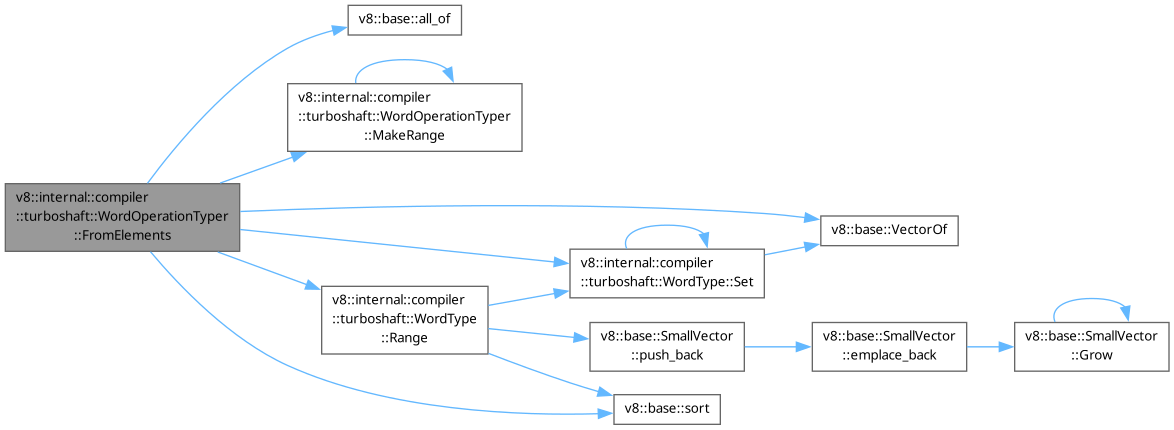 v8::base::all_of
v8::internal::compiler
::turboshaft::WordOperationTyper
::MakeRange
v8::internal::compiler
::turboshaft::WordOperationTyper
::FromElements
v8::base::VectorOf
v8::internal::compiler
::turboshaft::WordType::Set
v8::internal::compiler
::turboshaft::WordType
::Range
v8::base::SmallVector
::push_back
v8::base::SmallVector
::emplace_back
v8::base::SmallVector
::Grow
v8::base::sort